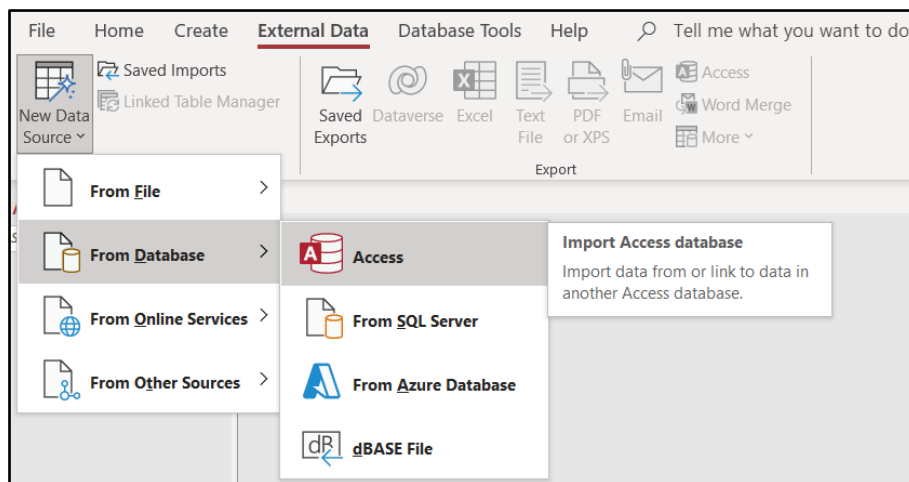 File Home Create External Data Database Tools Help Tell me what you want to do
New Data
Source
Saved Imports
Linked Table Manager
Saved
Exports
Dataverse
Excel
Text
File
PDF
or XPS
Email
Access
Word Merge
More
Export
From File
From Database
From Online Services
From Other Sources
Access
From SQL Server
From Azure Database
dBASE File
Import Access database
Import data from or link to data in
another Access database.